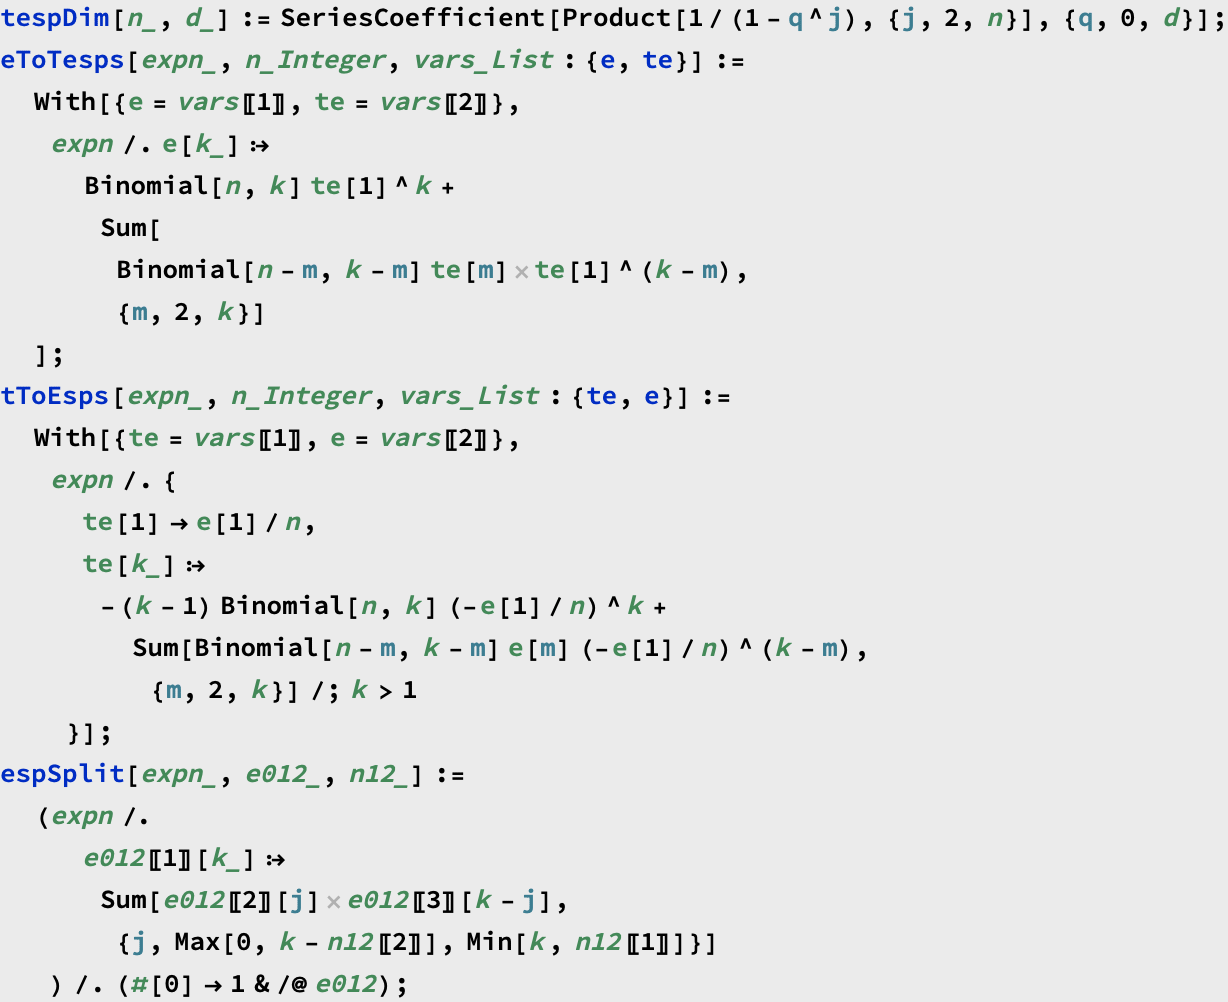 tespDim[n_, d_] := SeriesCoefficient[Product[1 / (1 - q ^ j), {j, 2, n}], {q, 0, d}];
eToTesps[expn_, n_Integer, vars_List : {e, te}] :=
With[{e = vars〚1〛, te = vars〚2〛},
expn /. e[k_] :→
Binomial[n, k] te[1] ^ k +
Sum[
Binomial[n - m, k - m] te[m] × te[1] ^ (k - m),
{m, 2, k}]
];
tToEsps[expn_, n_Integer, vars_List : {te, e}] :=
With[{te = vars〚1〛, e = vars〚2〛},
expn /. {
te[1] → e[1] / n,
te[k_] :→
- (k - 1) Binomial[n, k] (-e[1] / n) ^ k +
Sum[Binomial[n - m, k - m] e[m] (-e[1] / n) ^ (k - m),
{m, 2, k}] /; k > 1
}];
espSplit[expn_, e012_, n12_] :=
(expn /.
e012〚1〛[k_] :→
Sum[e012〚2〛[j] × e012〚3〛[k - j],
{j, Max[0, k - n12〚2〛], Min[k, n12〚1〛]}]
) /. (#[0] → 1 & /@ e012);